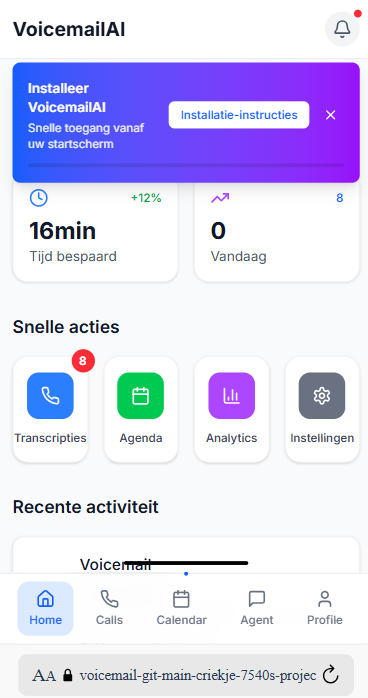 VoicemailAI
Installeer
VoicemailAI
Snelle toegang vanaf
uw startscherm
Installatie-instructies
+12%
8
16min
0
Tijd bespaard
Vandaag
Snelle acties
8
Transcripties
Agenda
Analytics
Instellingen
Recente activiteit
Voicemail
Home
Calls
Calendar
Agent
Profile
AA voicemail-git-main-criekje-7540s-projec